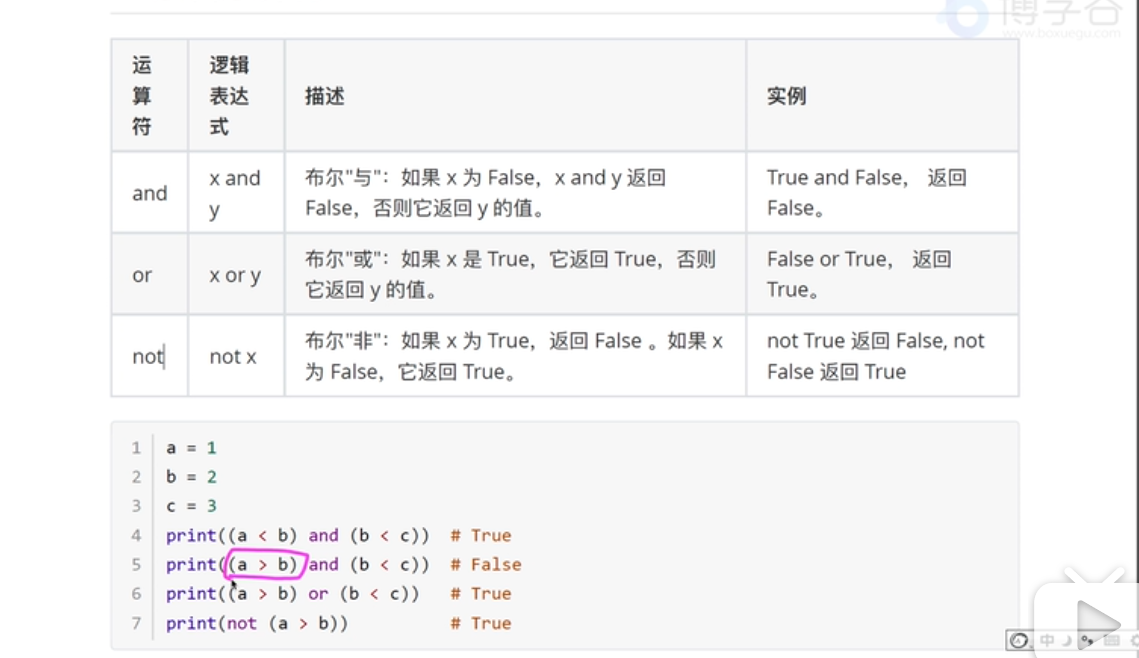 博学谷
www.boxuegu.com
运算符 逻辑表达式 描述 实例
and
x and
y
布尔"与"：如果 x 为 False，x and y 返回
False，否则它返回 y 的值。
True and False， 返回
False。
or
x or y
布尔"或"：如果 x 是 True，它返回 True，否则
它返回 y 的值。
False or True， 返回
True。
not
not x
布尔"非"：如果 x 为 True，返回 False 。如果 x
为 False，它返回 True。
not True 返回 False, not
False 返回 True
1 a = 1
2 b = 2
3 c = 3
4 print((a < b) and (b < c)) # True
5 print((a > b) and (b < c)) # False
6 print((a > b) or (b < c)) # True
7 print(not (a > b)) # True
中